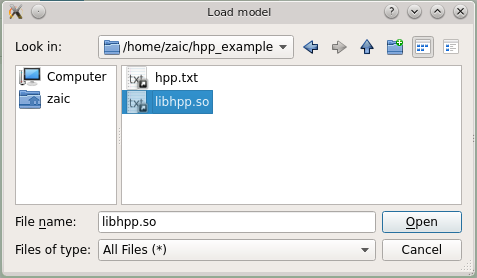 Load model
Look in:
/home/zaic/hpp_example
Computer
zaic
hpp.txt
libhpp.so
File name:
libhpp.so
Open
Files of type:
All Files (*)
Cancel